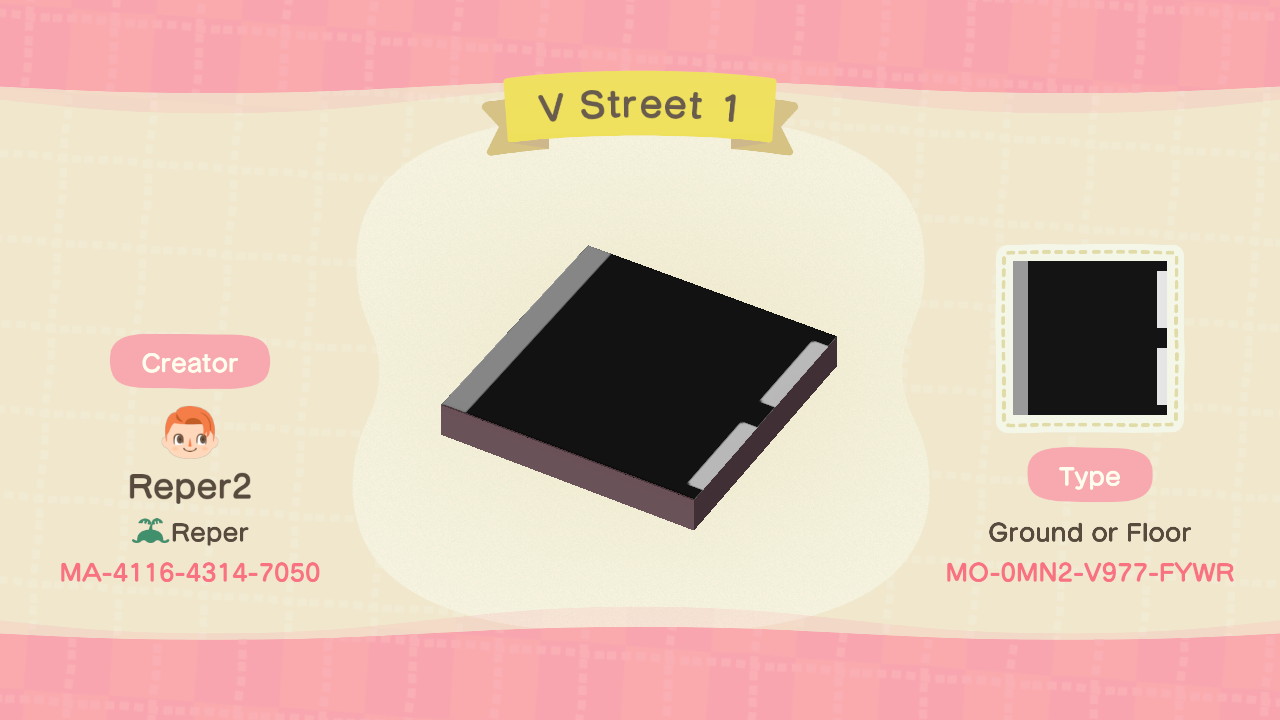 V Street 1
Creator
Reper2
Reper
MA-4116-4314-7050
Type
Ground or Floor
MO-0MN2-V977-FYWR